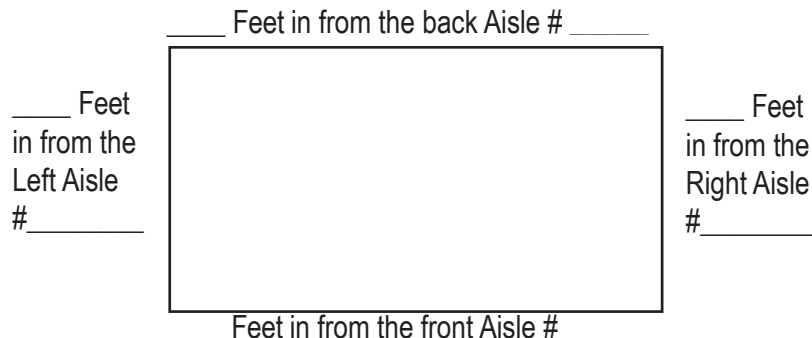 ____ Feet in from the back Aisle # ______
____ Feet
in from the
Left Aisle
#________
____ Feet
in from the
Right Aisle
#________
Feet in from the front Aisle #